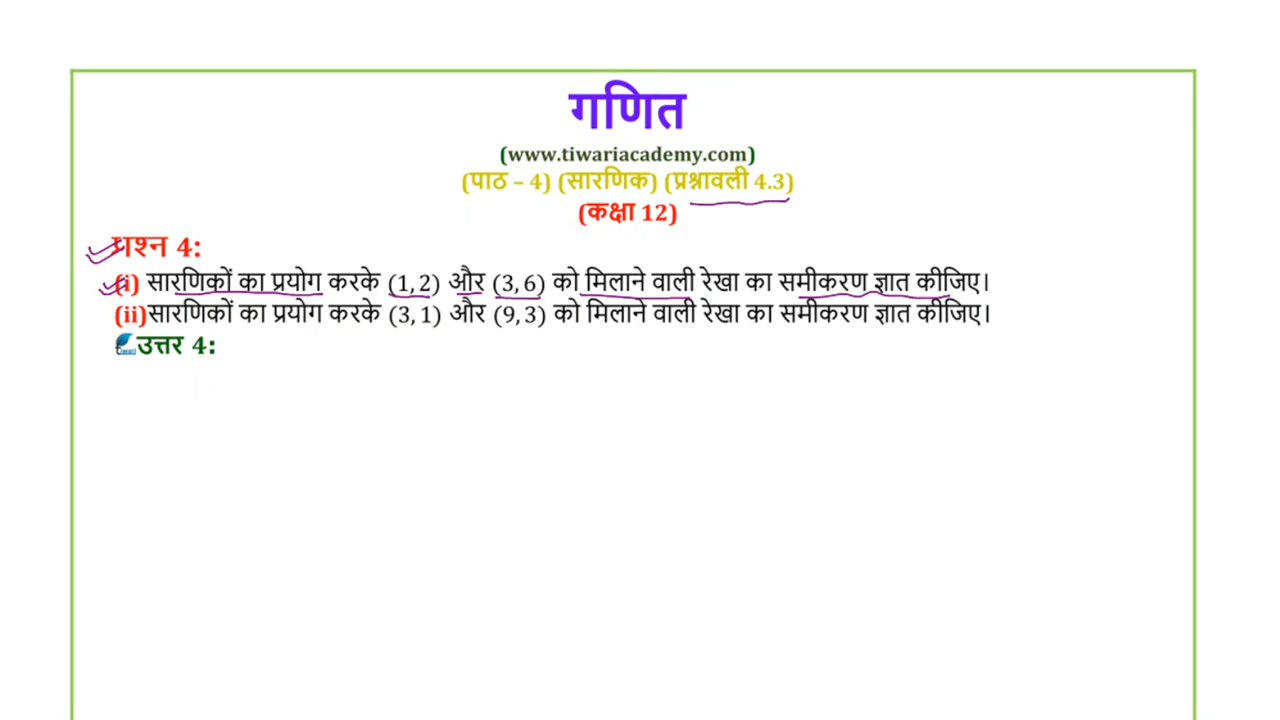 गणित
(www.tiwariacademy.com)
(पाठ – 4) (सारणिक) (प्रश्नावली 4.3)
(कक्षा 12)
प्रश्न 4:
(i) सारणिकों का प्रयोग करके (1, 2) और (3, 6) को मिलाने वाली रेखा का समीकरण ज्ञात कीजिए।
(ii)सारणिकों का प्रयोग करके (3, 1) और (9, 3) को मिलाने वाली रेखा का समीकरण ज्ञात कीजिए।
उत्तर 4: